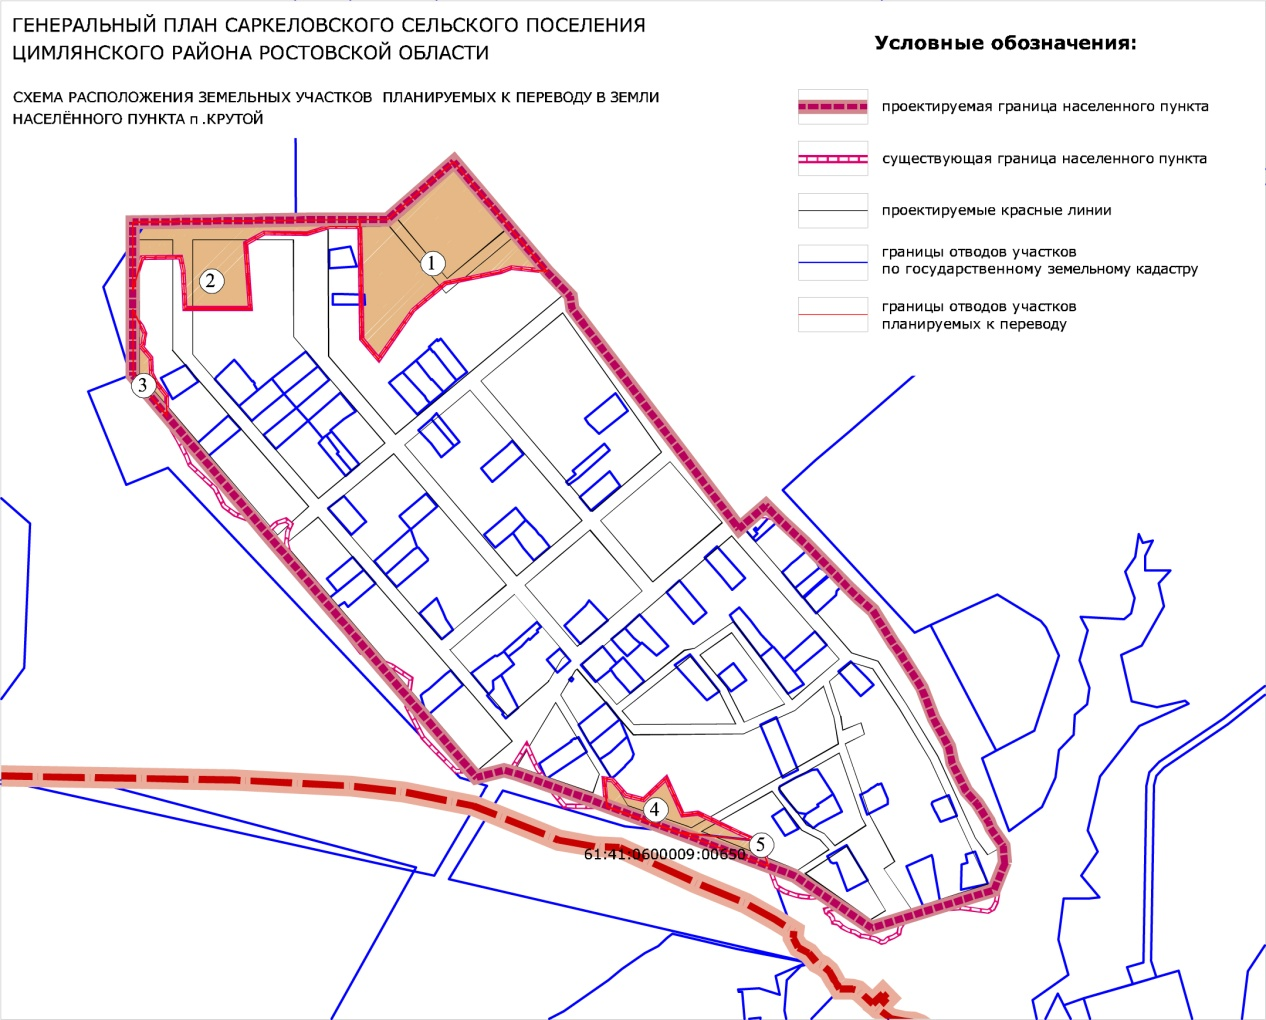 ГЕНЕРАЛЬНЫЙ ПЛАН САРКЕЛОВСКОГО СЕЛЬСКОГО ПОСЕЛЕНИЯ
ЦИМЛЯНСКОГО РАЙОНА РОСТОВСКОЙ ОБЛАСТИ
СХЕМА РАСПОЛОЖЕНИЯ ЗЕМЕЛЬНЫХ УЧАСТКОВ ПЛАНИРУЕМЫХ К ПЕРЕВОДУ В ЗЕМЛИ
НАСЕЛЁННОГО ПУНКТА п .КРУТОЙ
Условные обозначения:
проектируемая граница населенного пункта
существующая граница населенного пункта
проектируемые красные линии
границы отводов участков
по государственному земельному кадастру
границы отводов участков
планируемых к переводу
1
2
3
4
5
61:41:0600009:00650